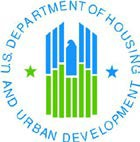 U.S. DEPARTMENT OF HOUSING
AND URBAN DEVELOPMENT